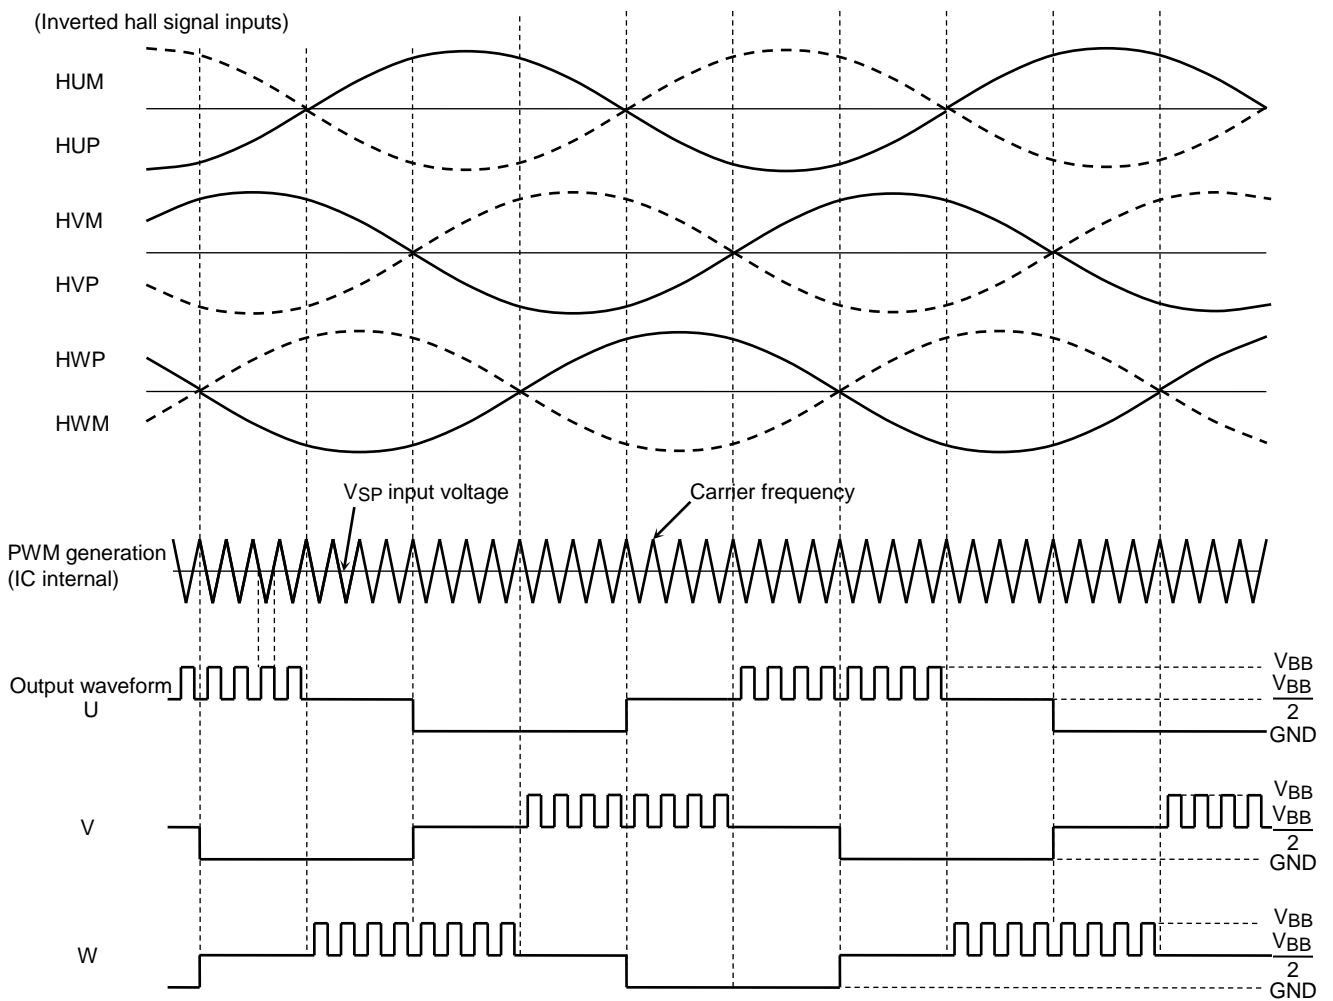 (Inverted hall signal inputs)
HUM
HUP
HVM
HVP
HWP
HWM
VSP input voltage
Carrier frequency
PWM generation
(IC internal)
Output waveform
U
VBB
VBB
2
GND
V
VBB
VBB
2
GND
W
VBB
VBB
2
GND